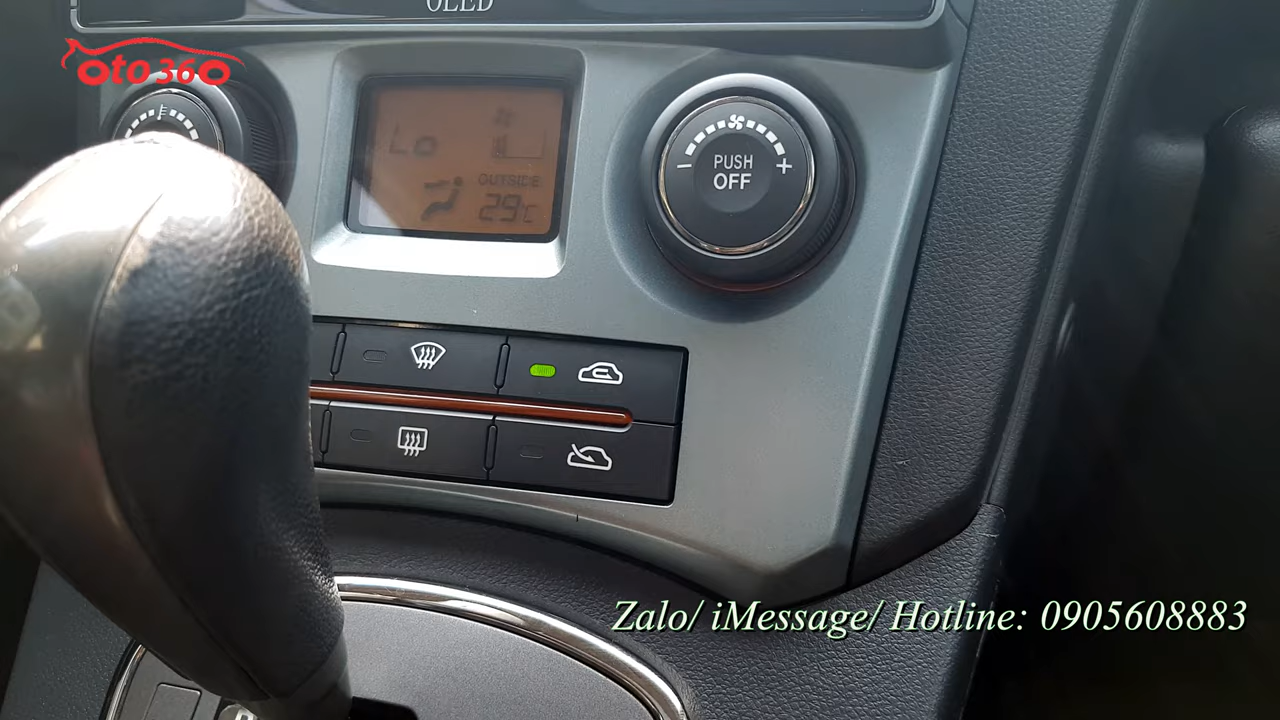 OLED
oto360
Lo
OUTSIDE
29°C
PUSH
OFF
Zalo/ iMessage/ Hotline: 0905608883